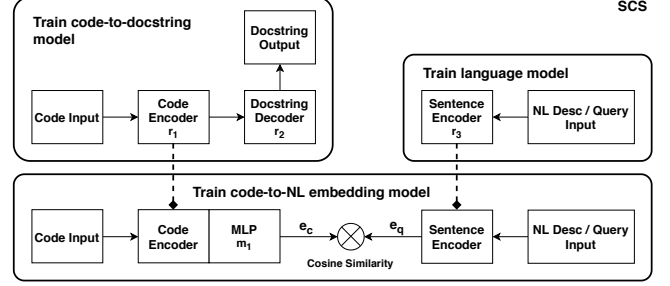 SCS
Train code-to-docstring
model
Docstring
Output
Code Input
Code
Encoder
r1
Docstring
Decoder
r2
Train language model
Sentence
Encoder
r3
NL Desc / Query
Input
Train code-to-NL embedding model
Code Input
Code
Encoder
MLP
m1
ec
Cosine Similarity
eq
Sentence
Encoder
NL Desc / Query
Input